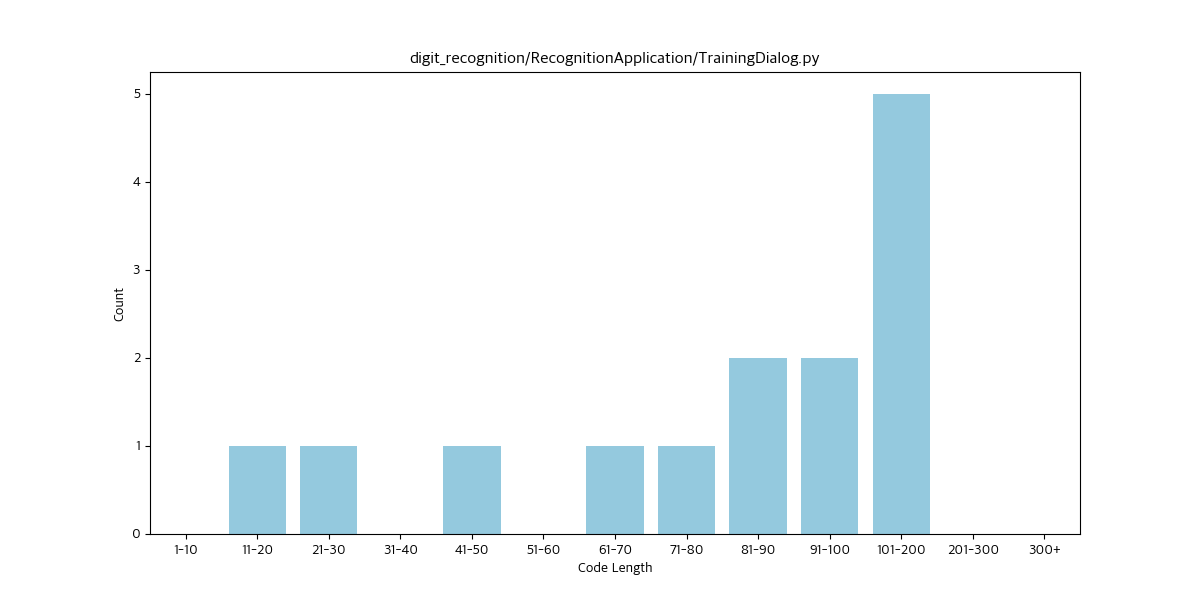 digit_recognition/RecognitionApplication/TrainingDialog.py
5
4
3
2
1
0
Count
1-10 11-20 21-30 31-40 41-50 51-60 61-70 71-80 81-90 91-100 101-200 201-300 300+
Code Length